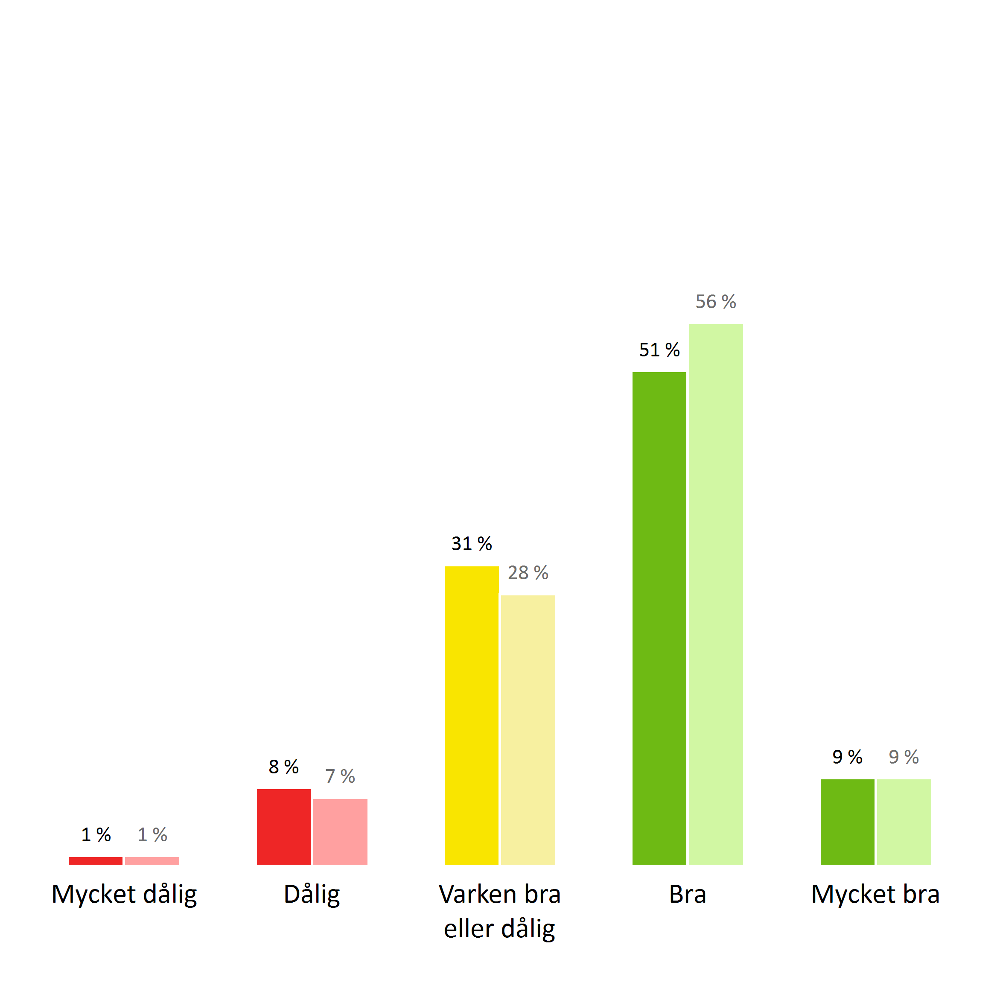 56 %
51 %
31 %
28 %
9 % 9 %
8 %
7 %
1 % 1 %
Mycket dålig Dålig Varken bra Bra Mycket bra
eller dålig